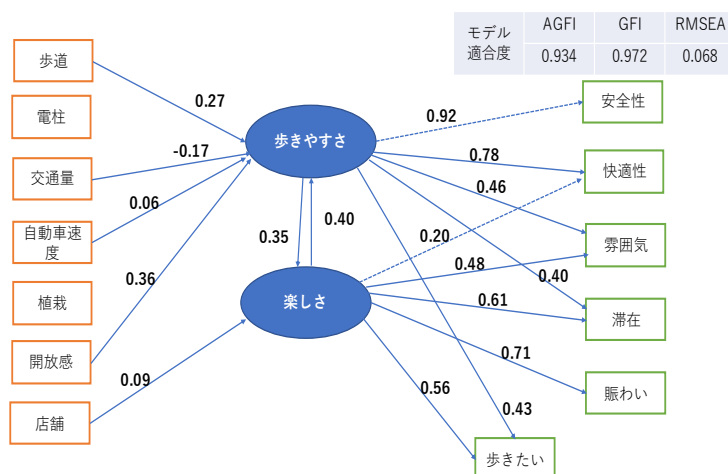 モデル
適合度
AGFI GFI RMSEA
0.934 0.972 0.068
歩道
電柱
交通量
自動車速
度
植栽
開放感
店舗
歩きやすさ
楽しさ
安全性
快適性
雰囲気
滞在
賑わい
歩きたい
0.27
-0.17
0.06
0.36
0.09
0.35
0.40
0.92
0.78
0.46
0.20
0.48
0.40
0.61
0.71
0.56
0.43